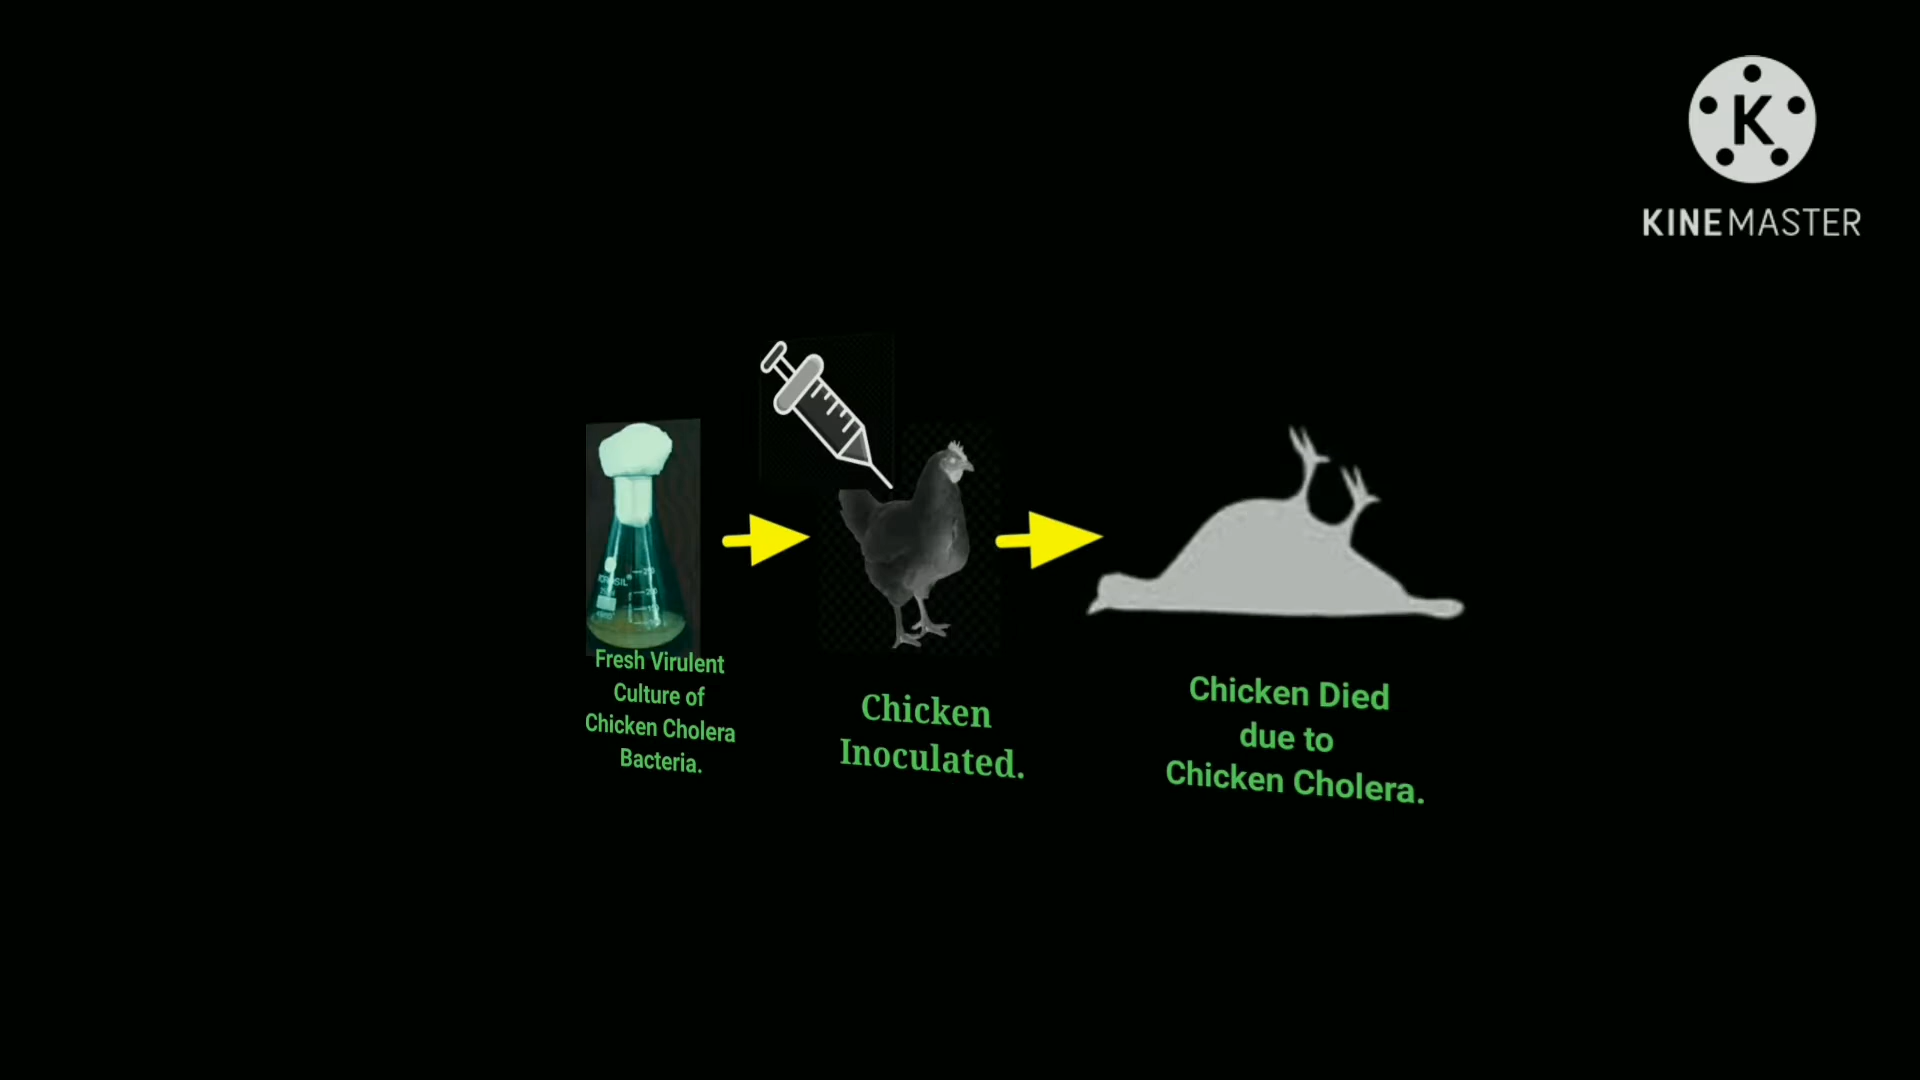 K
KINEMASTER
Fresh Virulent
Culture of
Chicken Cholera
Bacteria.
Chicken
Inoculated.
Chicken Died
due to
Chicken Cholera.